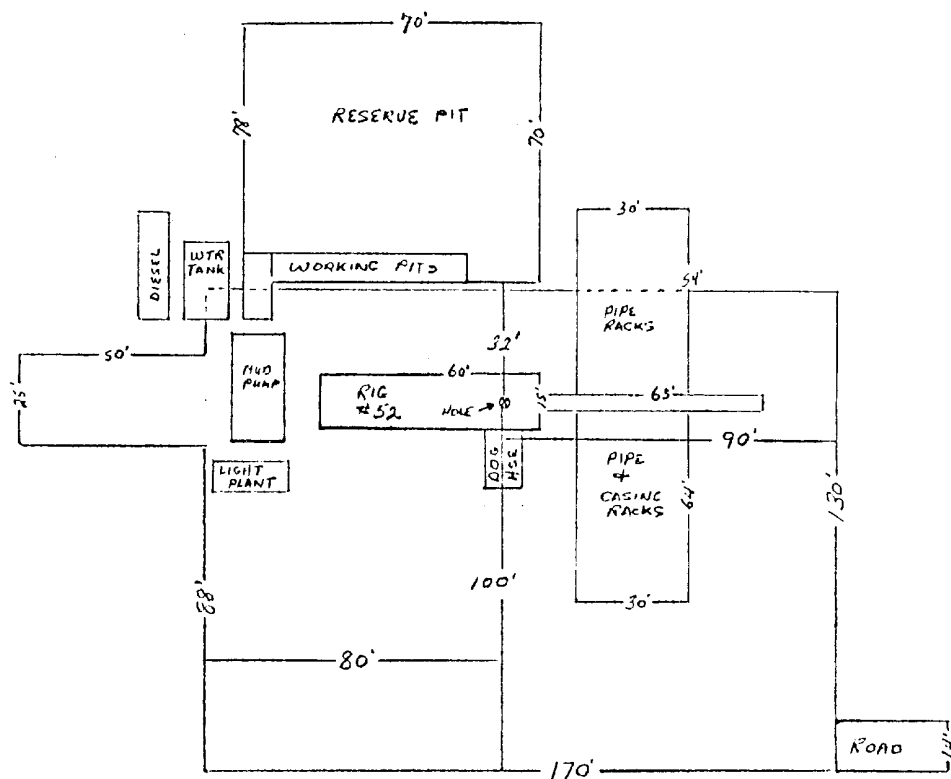 70'
78'
RESERVE PIT
70'
30'
DIESEL
WTR
TANK
WORKING PITS
54'
PIPE
RACKS
32'
50'
MUD
PUMP
60'
25'
RIG
#52
HOLE
15'
65'
90'
DOG
HSE
LIGHT
PLANT
PIPE
&
CASING
RACKS
64'
130'
88'
100'
30'
80'
ROAD
170'